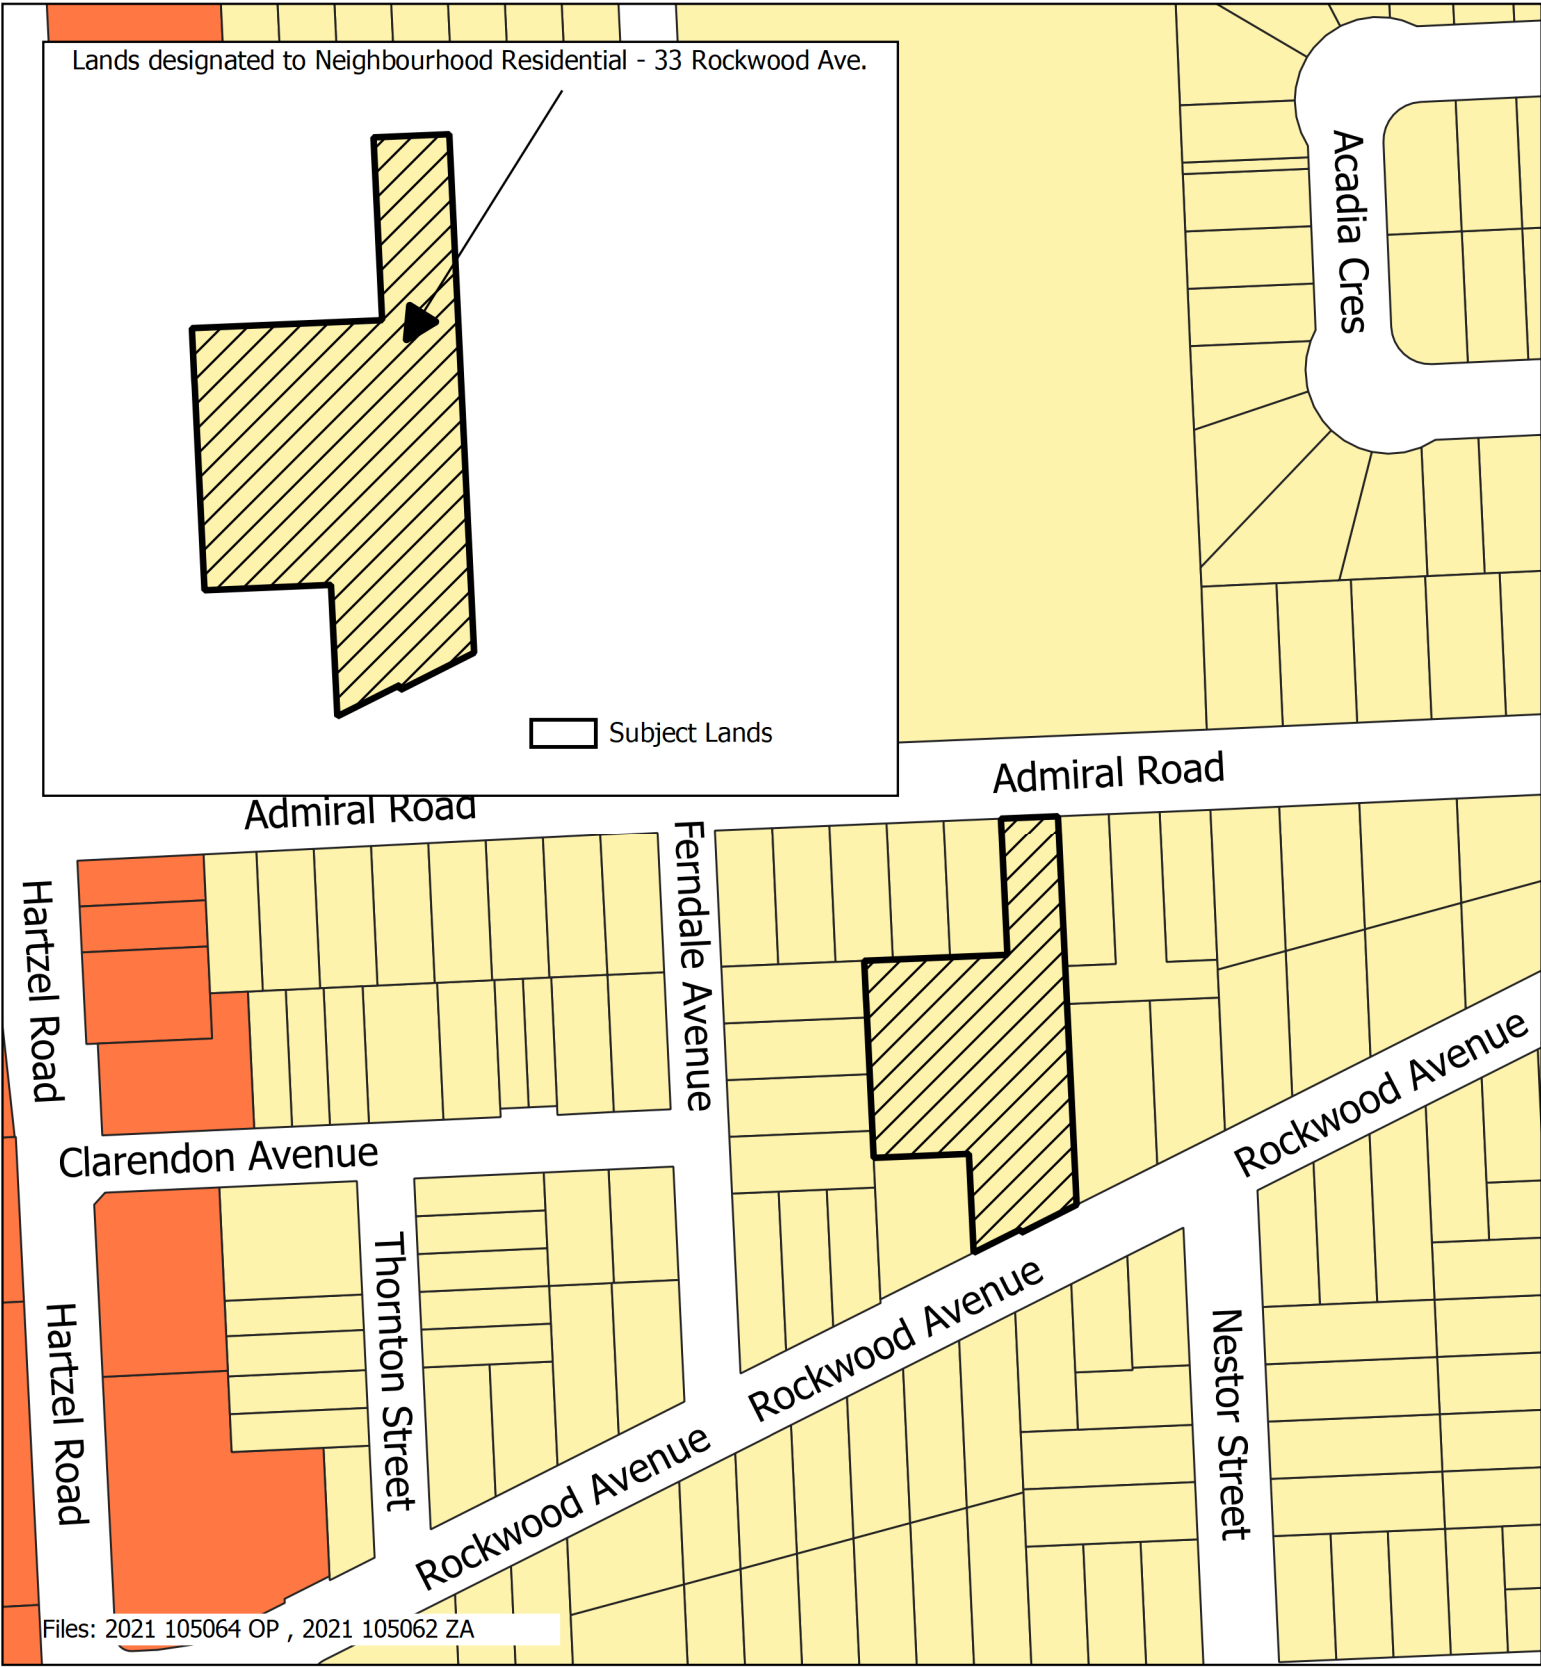 Lands designated to Neighbourhood Residential - 33 Rockwood Ave.
Acadia Cres
Subject Lands
Admiral Road
Admiral Road
Ferndale Avenue
Hartzel Road
Rockwood Avenue
Clarendon Avenue
Thornton Street
Rockwood Avenue
Hartzel Road
Nestor Street
Rockwood Avenue
Files: 2021 105064 OP , 2021 105062 ZA